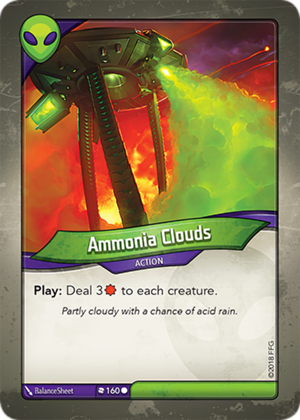 Ammonia Clouds
ACTION
Play: Deal 3 to each creature.
Partly cloudy with a chance of acid rain.
©2018 FFG
BalanceSheet
160